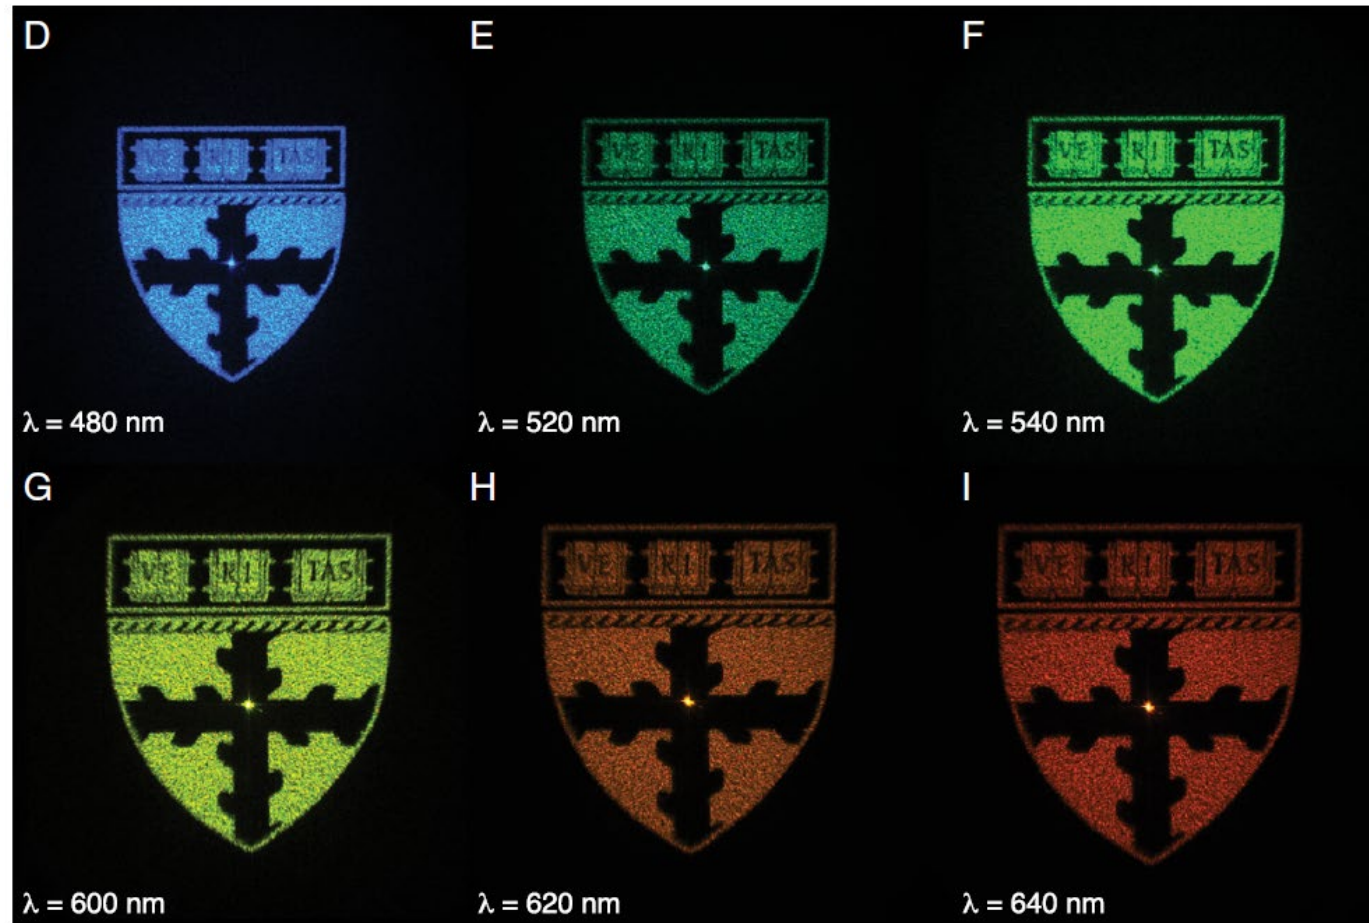 D
VE RI TAS
λ = 480 nm
E
VE RI TAS
λ = 520 nm
F
VE RI TAS
λ = 540 nm
G
VE RI TAS
λ = 600 nm
H
VE RI TAS
λ = 620 nm
I
VE RI TAS
λ = 640 nm